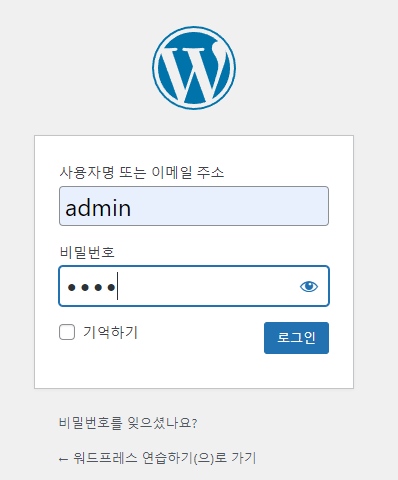 사용자명 또는 이메일 주소
admin
비밀번호
••••
기억하기
로그인
비밀번호를 잊으셨나요?
← 워드프레스 연습하기(으)로 가기